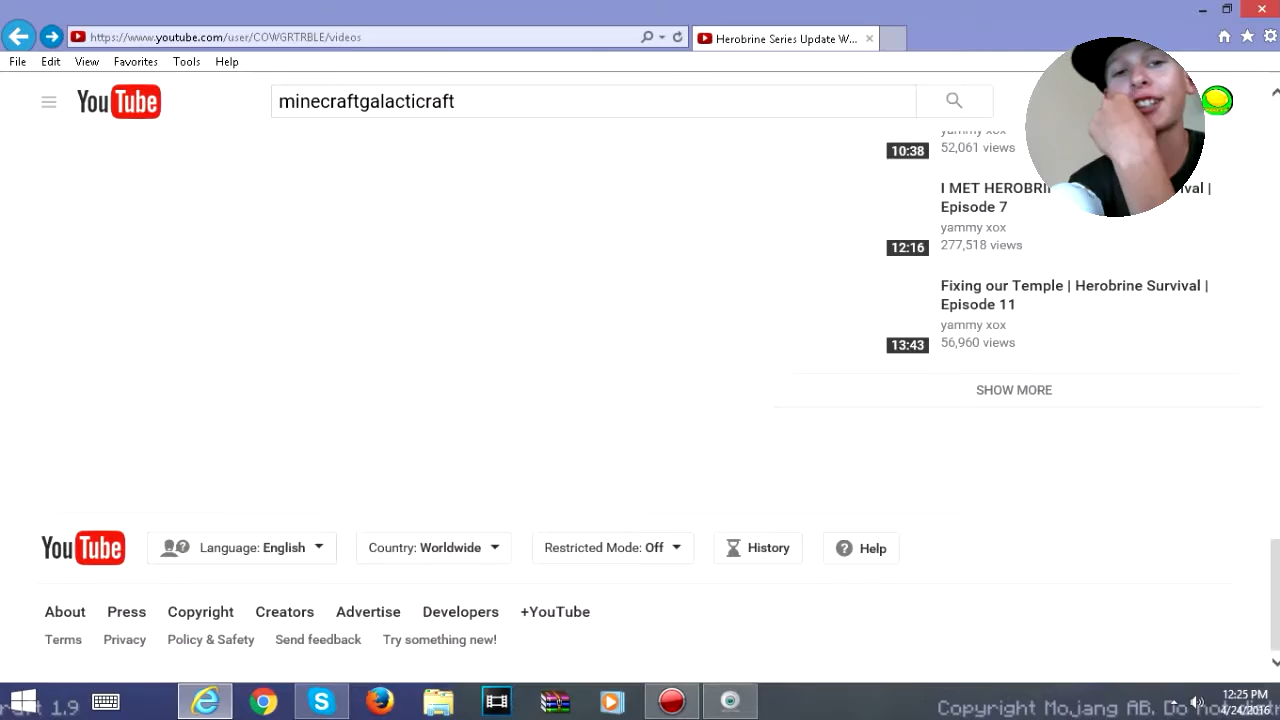 https://www.youtube.com/user/COWGRTRBLE/videos
Herobrine Series Update W...
File Edit View Favorites Tools Help
YouTube
minecraftgalacticraft
yammy xox
10:38
52,061 views
I MET
Episode 7
yammy xox
277,518 views
12:16
Fixing our Temple | Herobrine Survival |
Episode 11
yammy xox
56,960 views
13:43
SHOW MORE
YouTube
Language: English
Country: Worldwide
Restricted Mode: Off
History
Help
About Press Copyright Creators Advertise Developers +YouTube
Terms Privacy Policy & Safety Send feedback Try something new!
12:25 PM
4/24/2016
1.9
Copyright Mojang AB. Do not